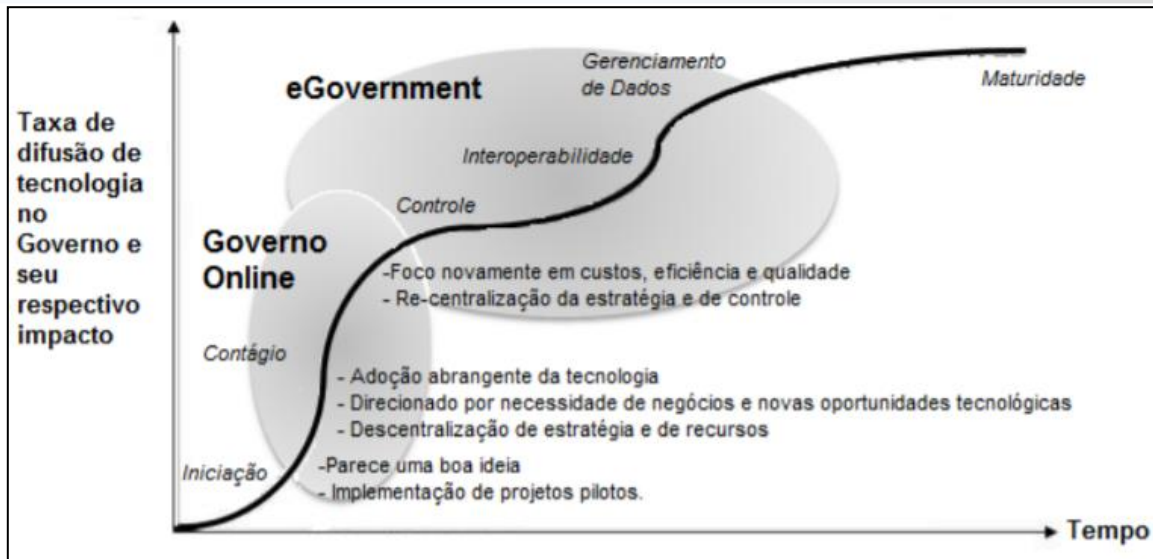 Taxa de
difusão de
tecnologia
no
Governo e
seu
respectivo
impacto
eGovernment
Gerenciamento
de Dados
Maturidade
Interoperabilidade
Controle
Governo
Online
-Foco novamente em custos, eficiência e qualidade
- Re-centralização da estratégia e de controle
Contágio
- Adoção abrangente da tecnologia
- Direcionado por necessidade de negócios e novas oportunidades tecnológicas
- Descentralização de estratégia e de recursos
Iniciação
-Parece uma boa ideia
- Implementação de projetos pilotos.
Tempo